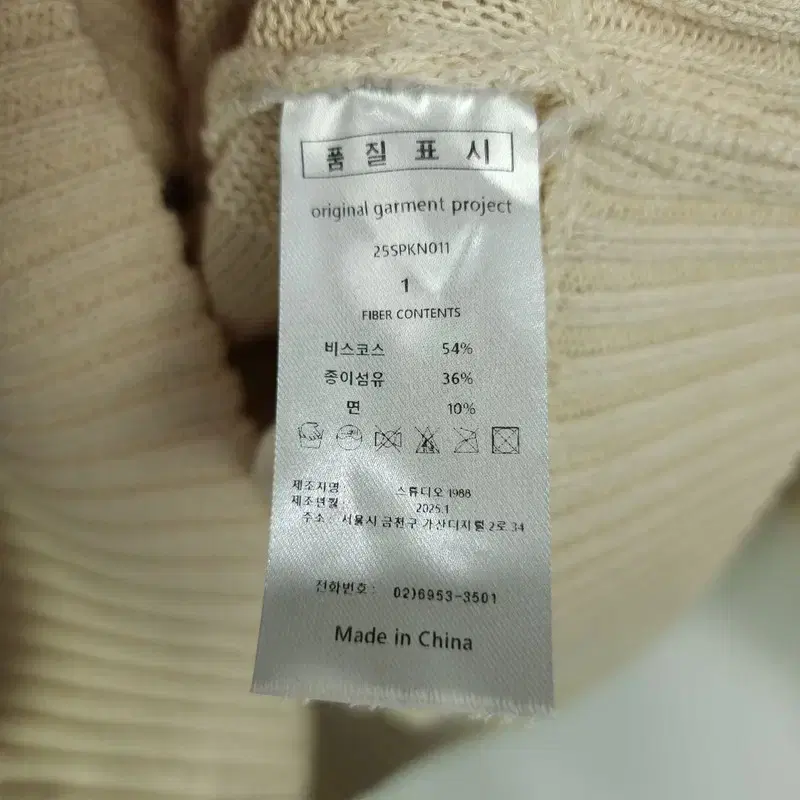 품 질 표 시
original garment project
25SPKN011
1
FIBER CONTENTS
비스코스 54%
종이섬유 36%
면 10%
제조자명 스튜디오 1988
제조년월 2025.1
주소 : 서울시 금천구 가산디지털 2로 34
전화번호 : 02)6953-3501
Made in China